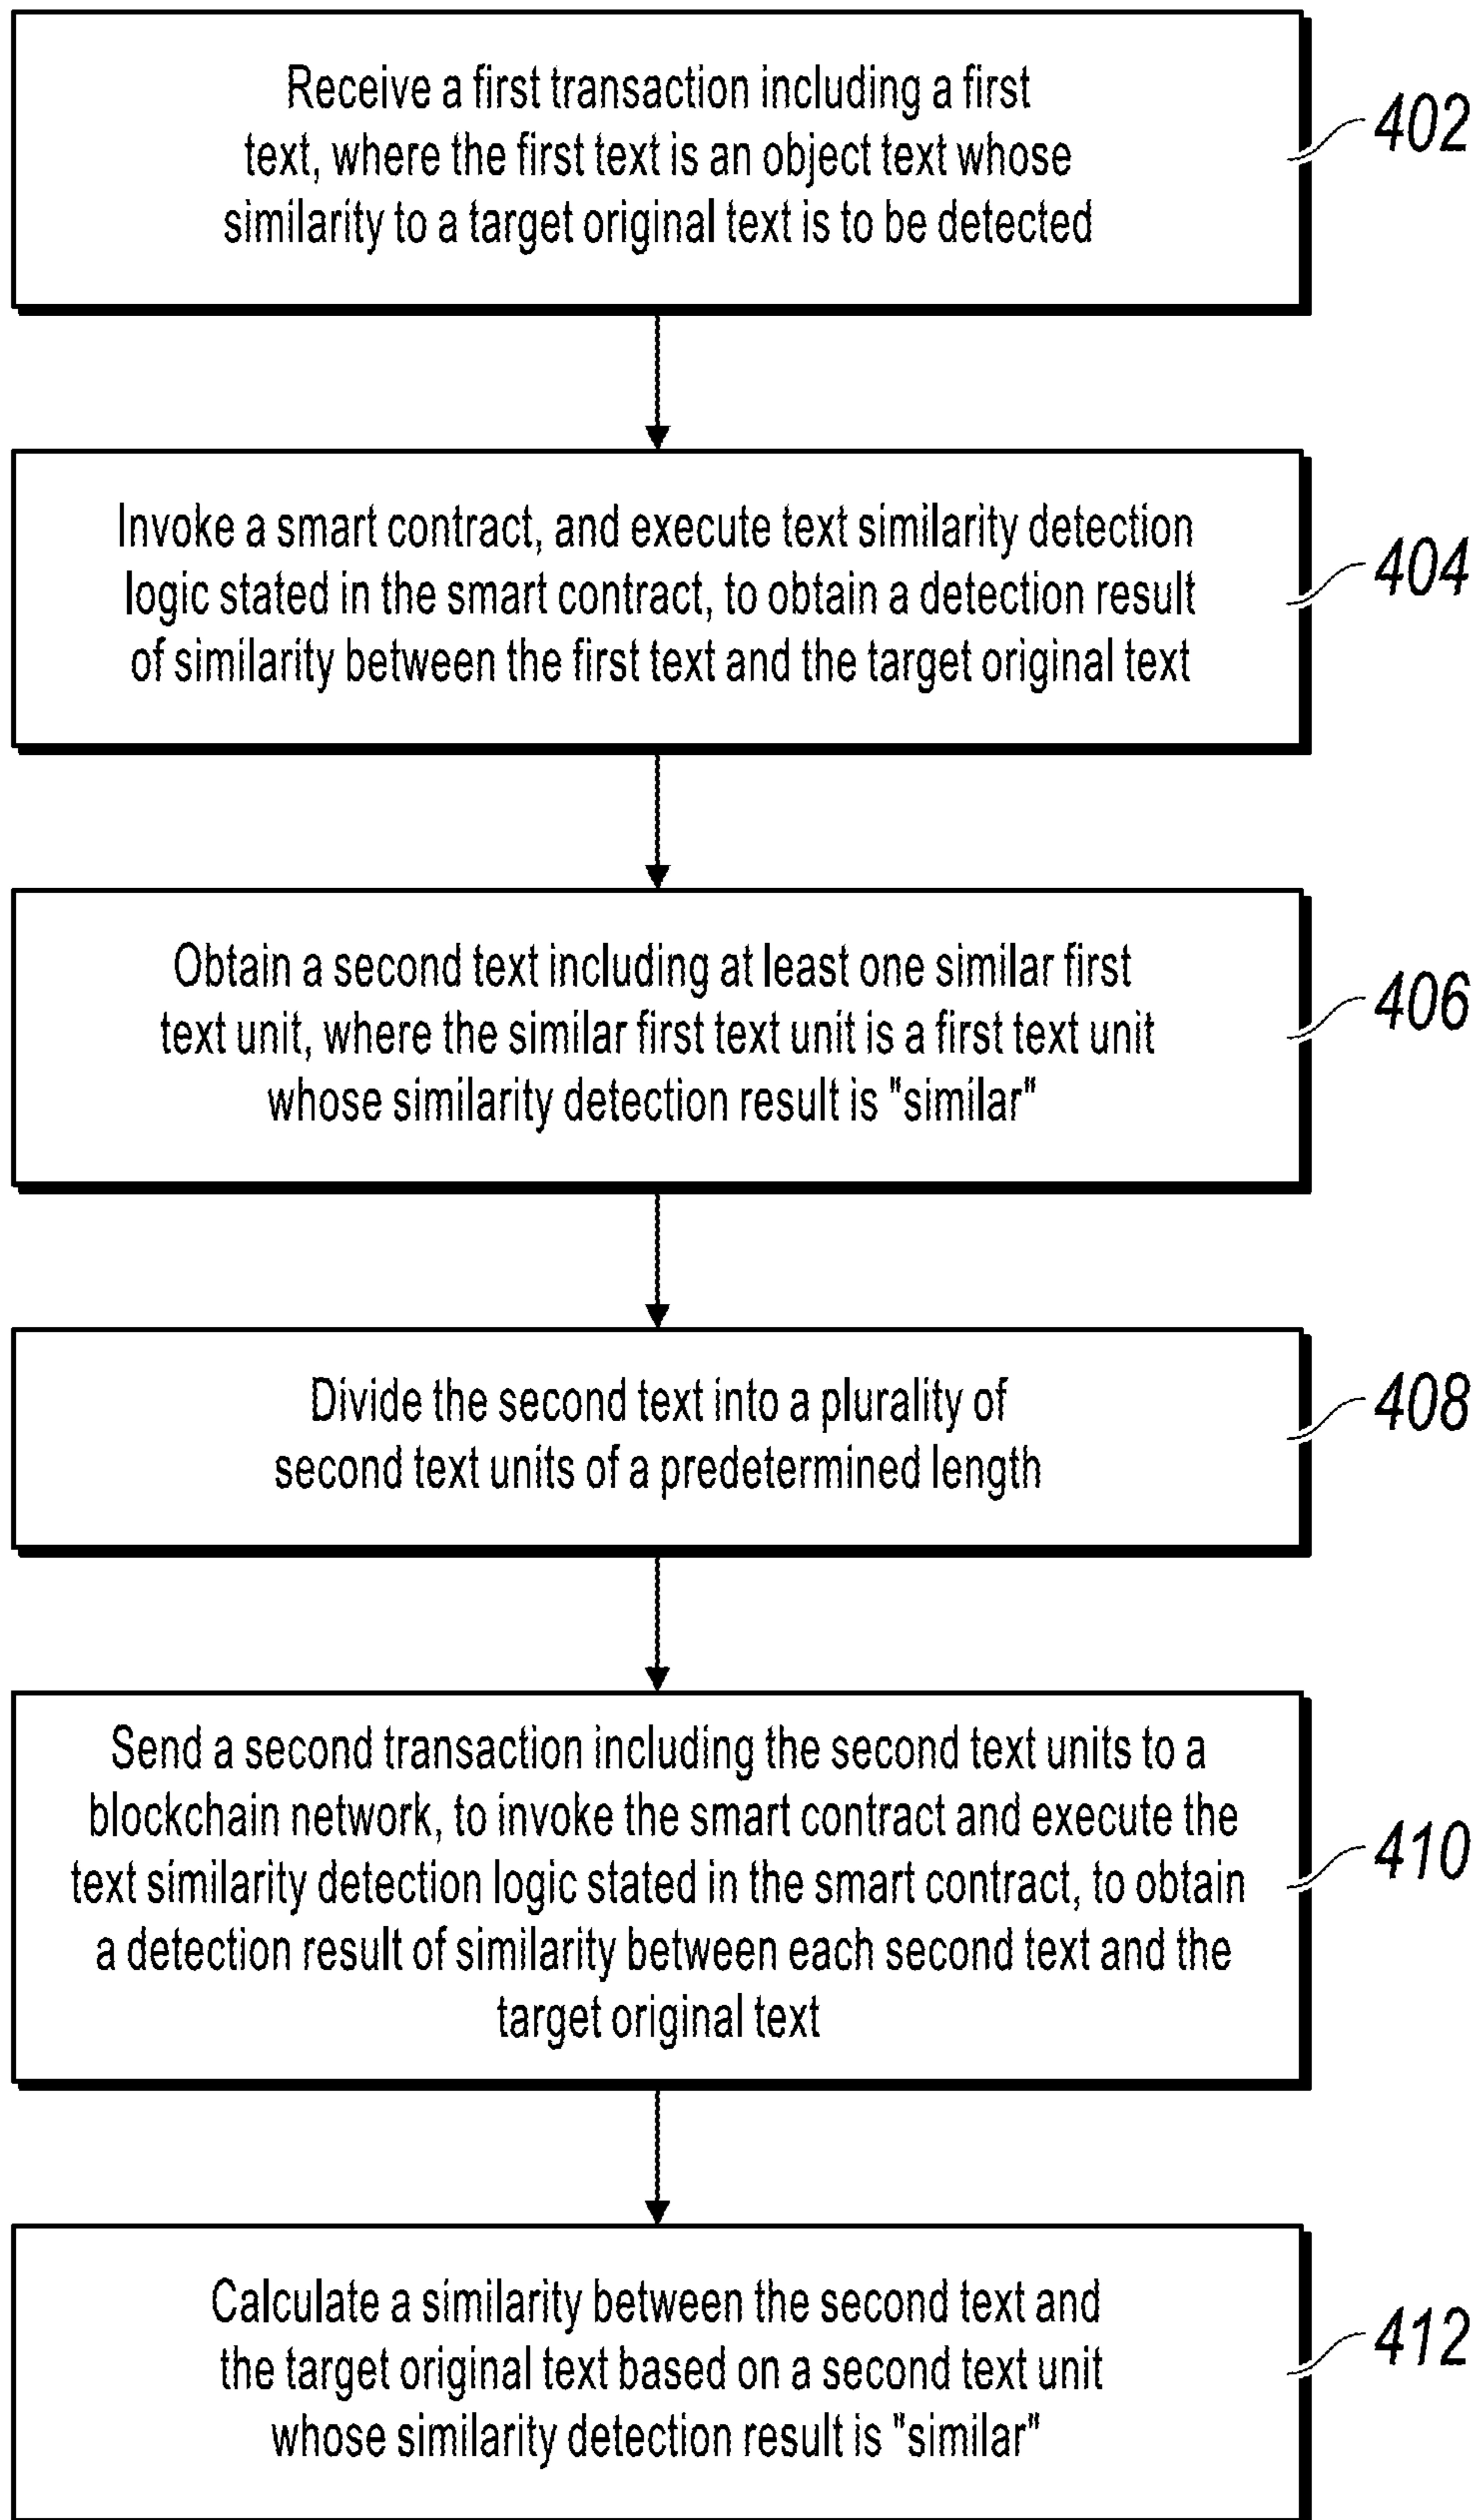 Receive a first transaction including a first
text, where the first text is an object text whose
similarity to a target original text is to be detected
402
Invoke a smart contract, and execute text similarity detection
logic stated in the smart contract, to obtain a detection result
of similarity between the first text and the target original text
404
Obtain a second text including at least one similar first
text unit, where the similar first text unit is a first text unit
whose similarity detection result is "similar"
406
Divide the second text into a plurality of
second text units of a predetermined length
408
Send a second transaction including the second text units to a
blockchain network, to invoke the smart contract and execute the
text similarity detection logic stated in the smart contract, to obtain
a detection result of similarity between each second text and the
target original text
410
Calculate a similarity between the second text and
the target original text based on a second text unit
whose similarity detection result is "similar"
412